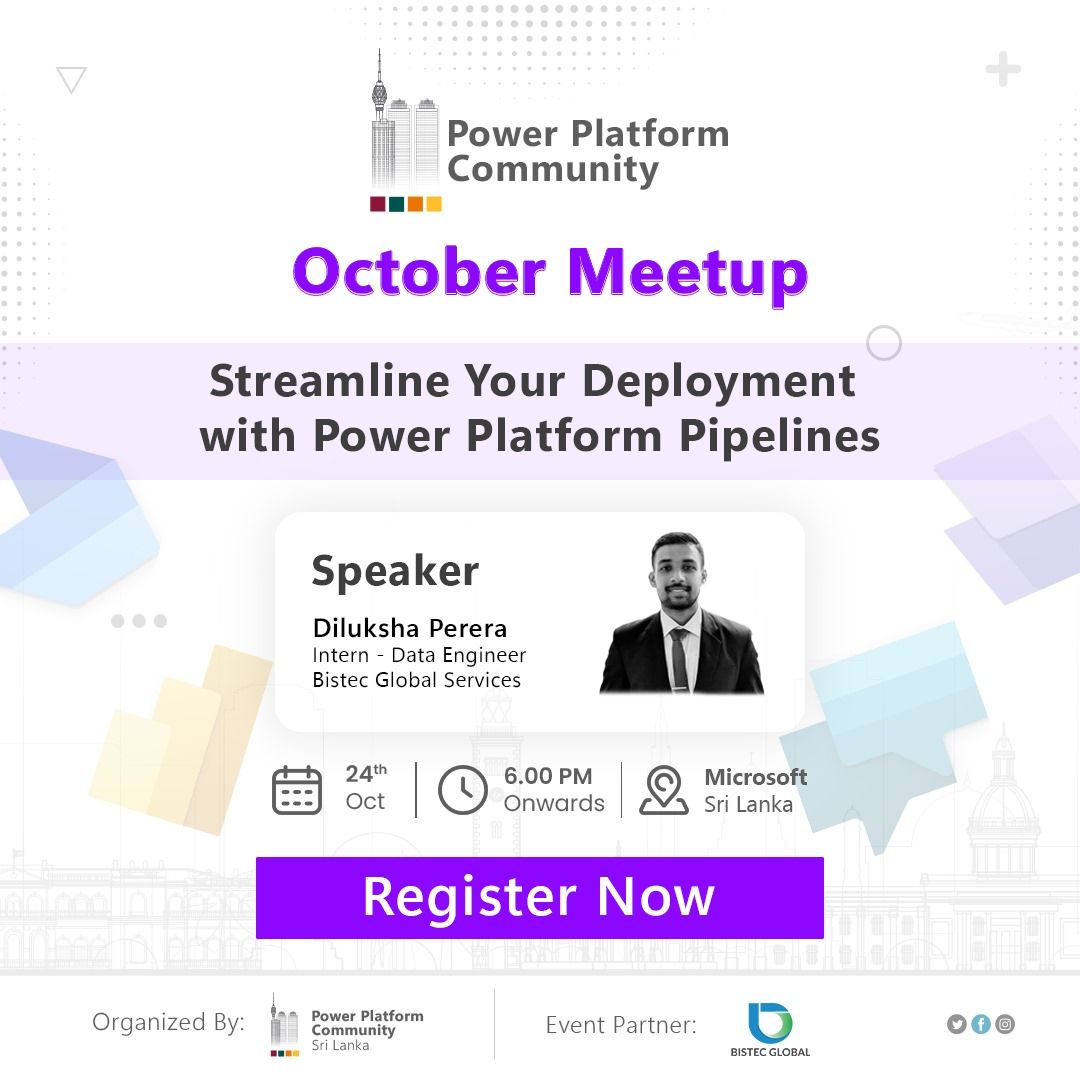 Power Platform
Community
October Meetup
Streamline Your Deployment
with Power Platform Pipelines
Speaker
Diluksha Perera
Intern - Data Engineer
Bistec Global Services
24th
Oct
6.00 PM
Onwards
Microsoft
Sri Lanka
Register Now
Organized By:
Power Platform
Community
Sri Lanka
Event Partner:
BISTEC GLOBAL